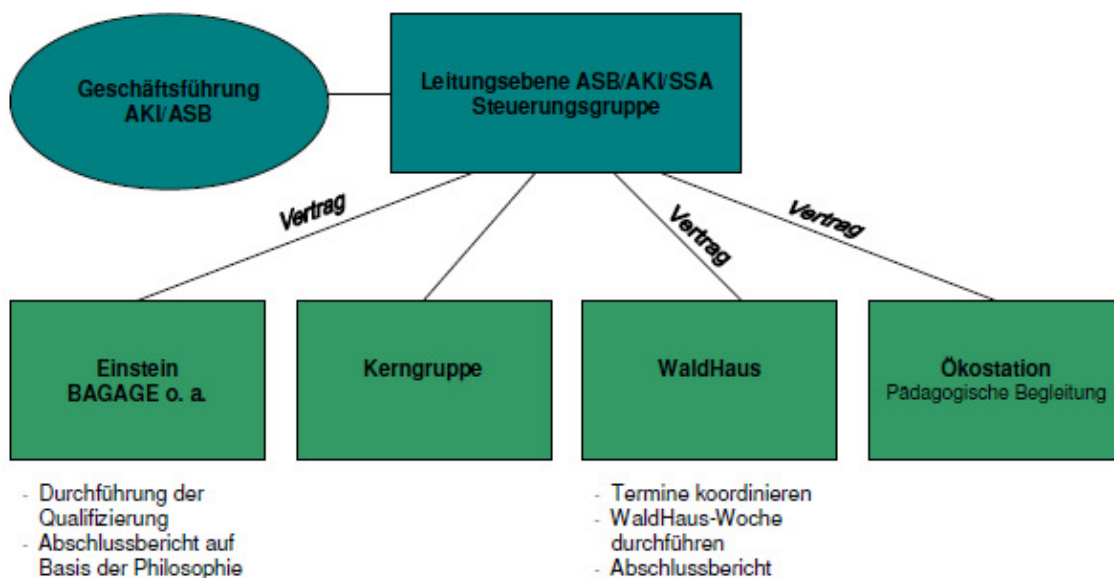 Geschäftsführung
AKI/ASB
Leitungsebene ASB/AKI/SSA
Steuerungsgruppe
Vertrag
Vertrag
Vertrag
Einstein
BAGAGE o. a.
Kerngruppe
WaldHaus
Ökostation
Pädagogische Begleitung
- Durchführung der
Qualifizierung
- Abschlussbericht auf
Basis der Philosophie
- Termine koordinieren
- WaldHaus-Woche
durchführen
- Abschlussbericht